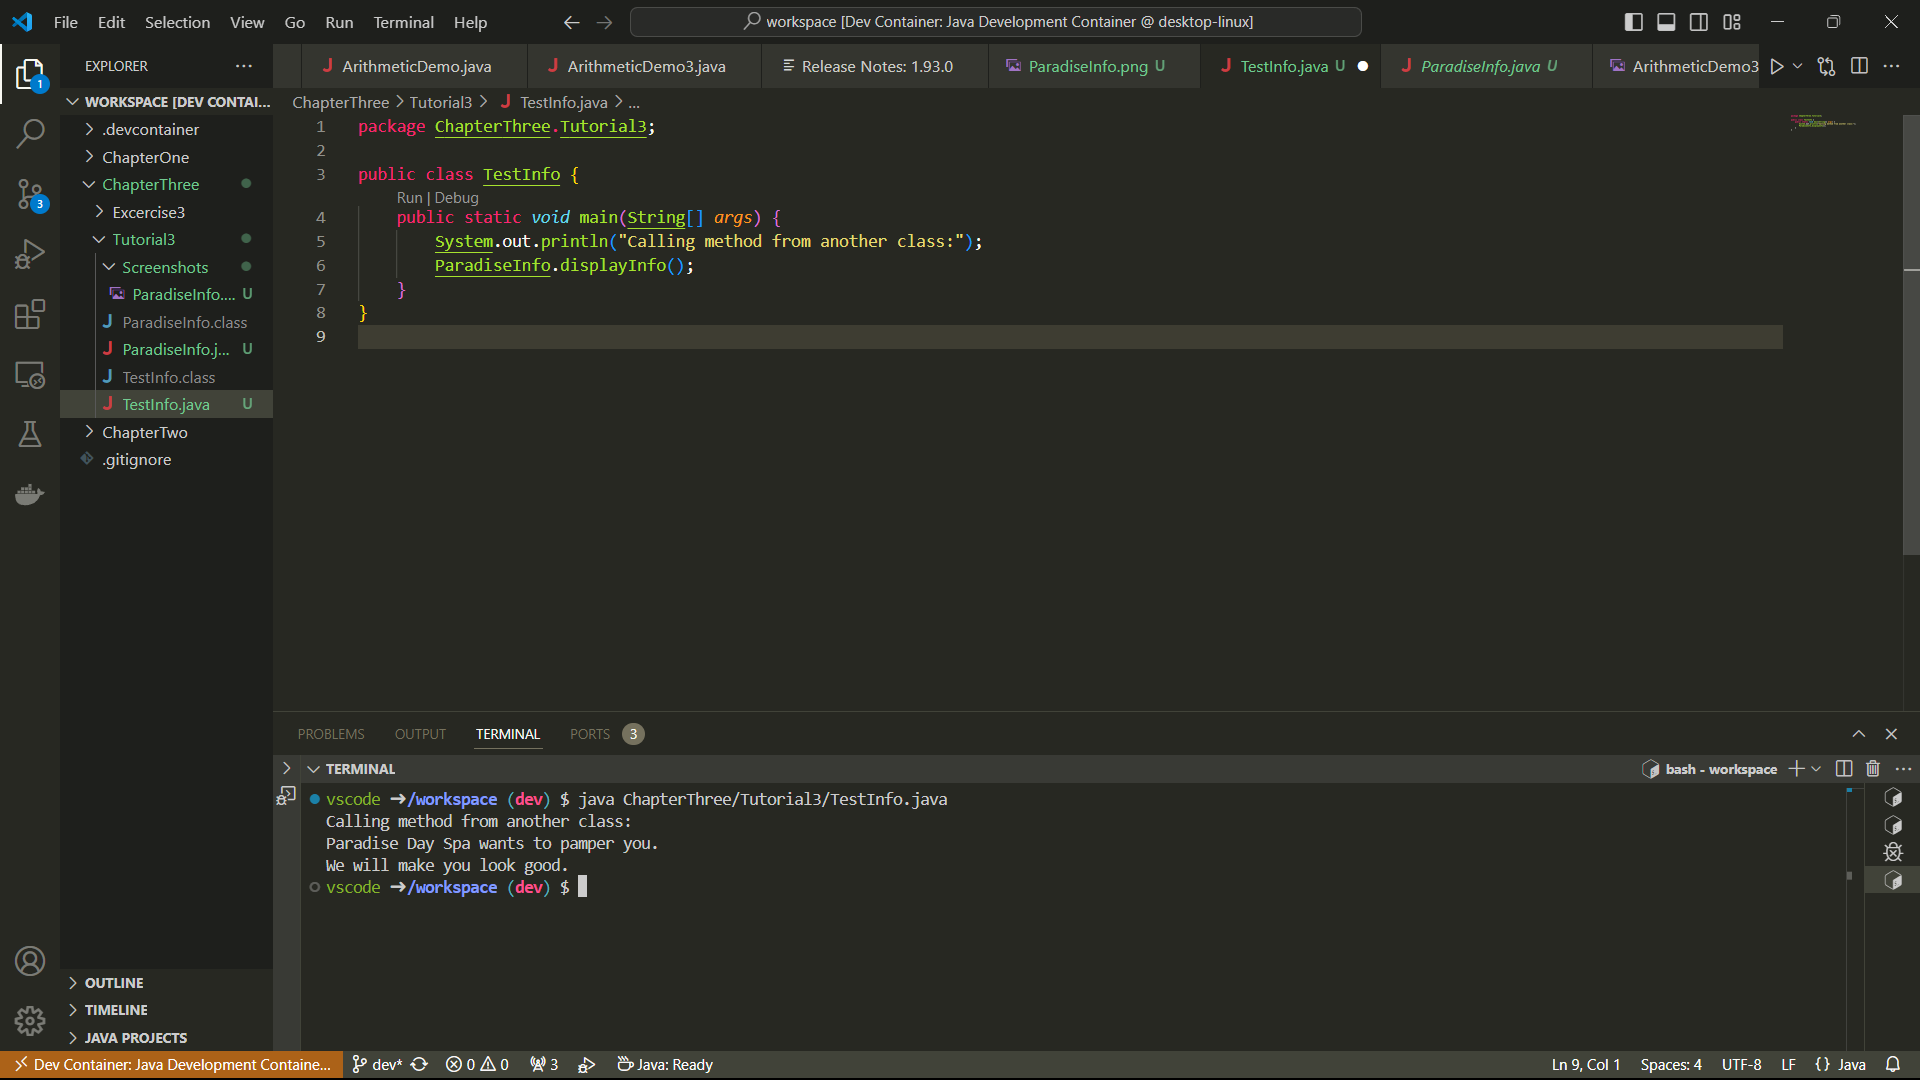 File Edit Selection View Go Run Terminal Help
workspace [Dev Container: Java Development Container @ desktop-linux]
EXPLORER
ArithmeticDemo.java ArithmeticDemo3.java Release Notes: 1.93.0 ParadiseInfo.png U TestInfo.java U ParadiseInfo.java U ArithmeticDemo3
1
WORKSPACE [DEV CONTAI...
.devcontainer
ChapterOne
ChapterThree
Excercise3
Tutorial3
Screenshots
ParadiseInfo.... U
ParadiseInfo.class
ParadiseInfo.j... U
TestInfo.class
TestInfo.java U
ChapterTwo
.gitignore
3
OUTLINE
TIMELINE
JAVA PROJECTS
ChapterThree > Tutorial3 > TestInfo.java > ...
1 package ChapterThree.Tutorial3;
2
3 public class TestInfo {
Run | Debug
4 public static void main(String[] args) {
5 System.out.println("Calling method from another class:");
6 ParadiseInfo.displayInfo();
7 }
8 }
9
PROBLEMS OUTPUT TERMINAL PORTS 3
TERMINAL
bash - workspace
vscode ➜/workspace (dev) $ java ChapterThree/Tutorial3/TestInfo.java
Calling method from another class:
Paradise Day Spa wants to pamper you.
We will make you look good.
vscode ➜/workspace (dev) $
Dev Container: Java Development Containe... dev* 0 0 3 Java: Ready Ln 9, Col 1 Spaces: 4 UTF-8 LF {} Java